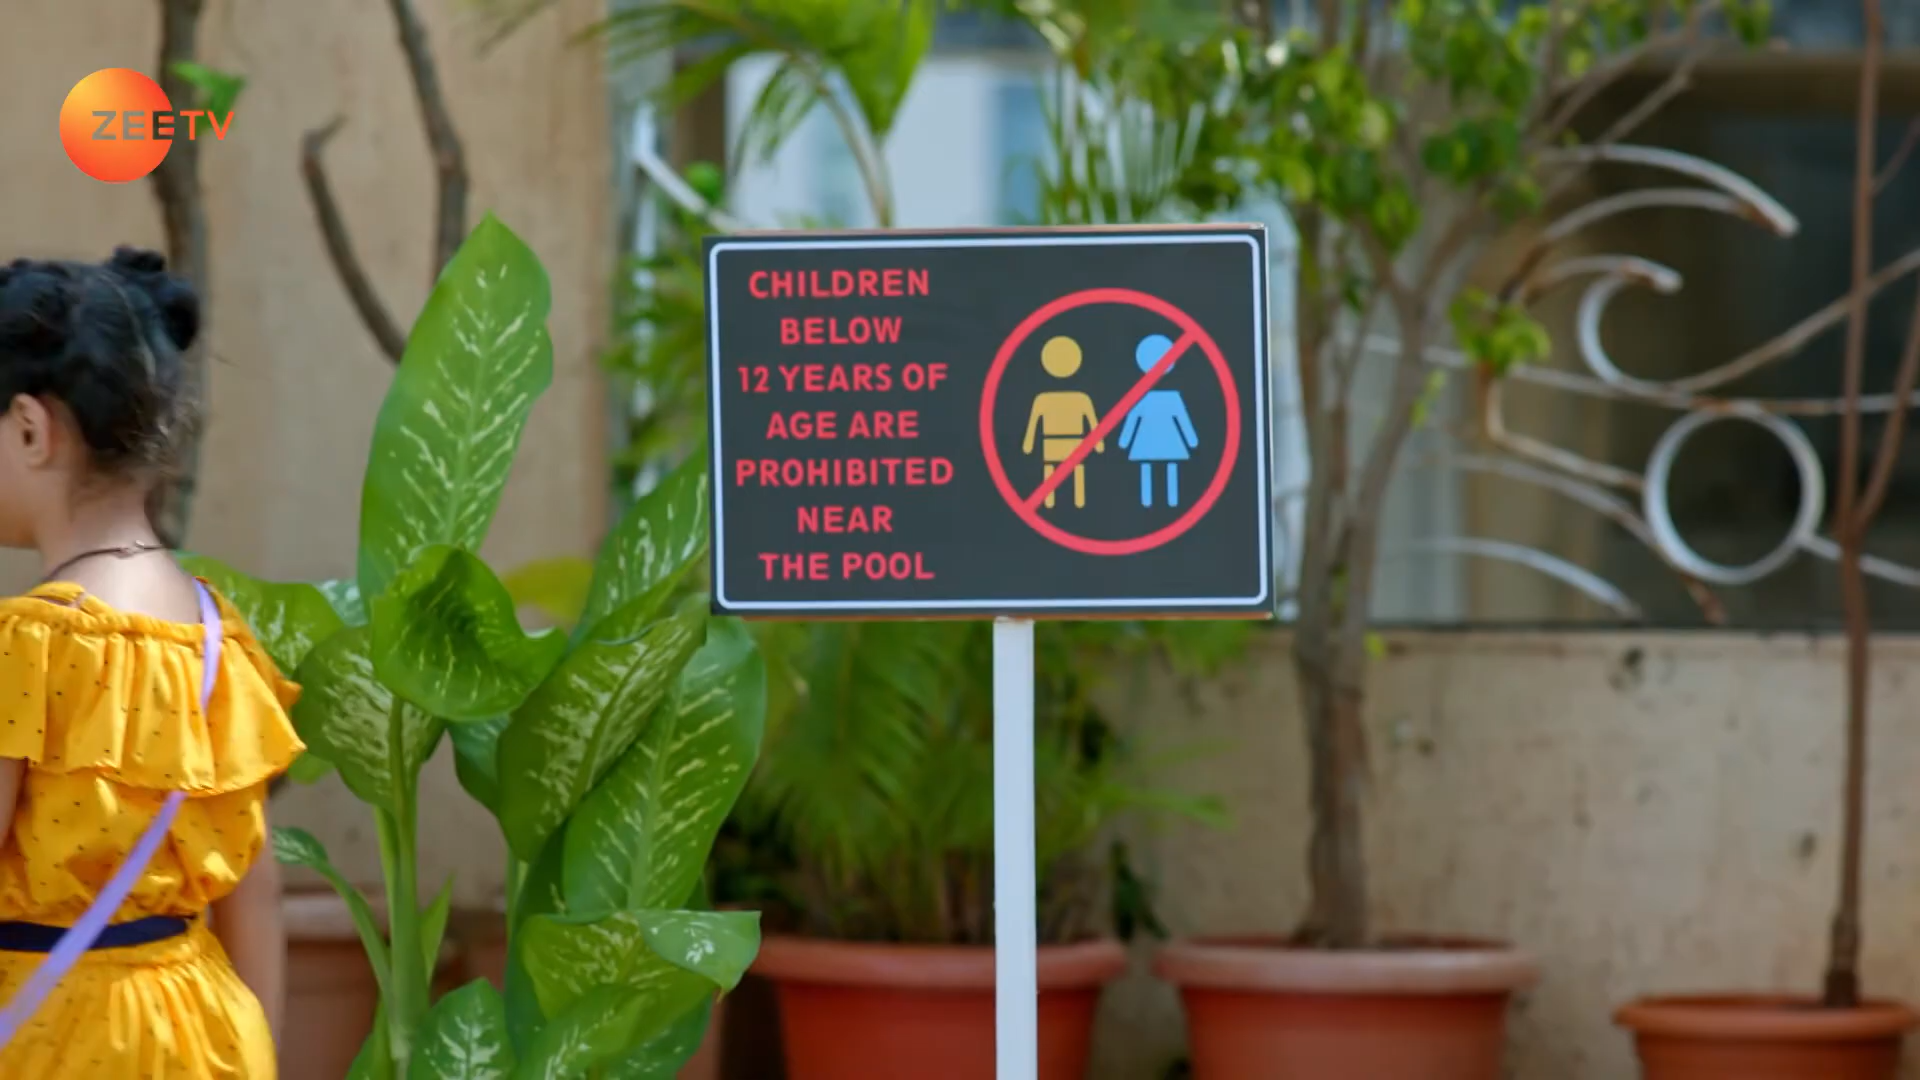 ZEETV
CHILDREN
BELOW
12 YEARS OF
AGE ARE
PROHIBITED
NEAR
THE POOL